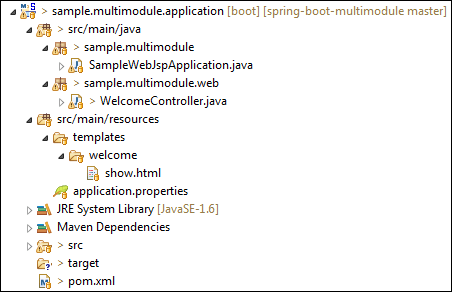 > sample.multimodule.application [boot] [spring-boot-multimodule master]
> src/main/java
> sample.multimodule
> SampleWebJspApplication.java
> sample.multimodule.web
> WelcomeController.java
src/main/resources
templates
welcome
show.html
application.properties
JRE System Library [JavaSE-1.6]
Maven Dependencies
> src
> target
> pom.xml